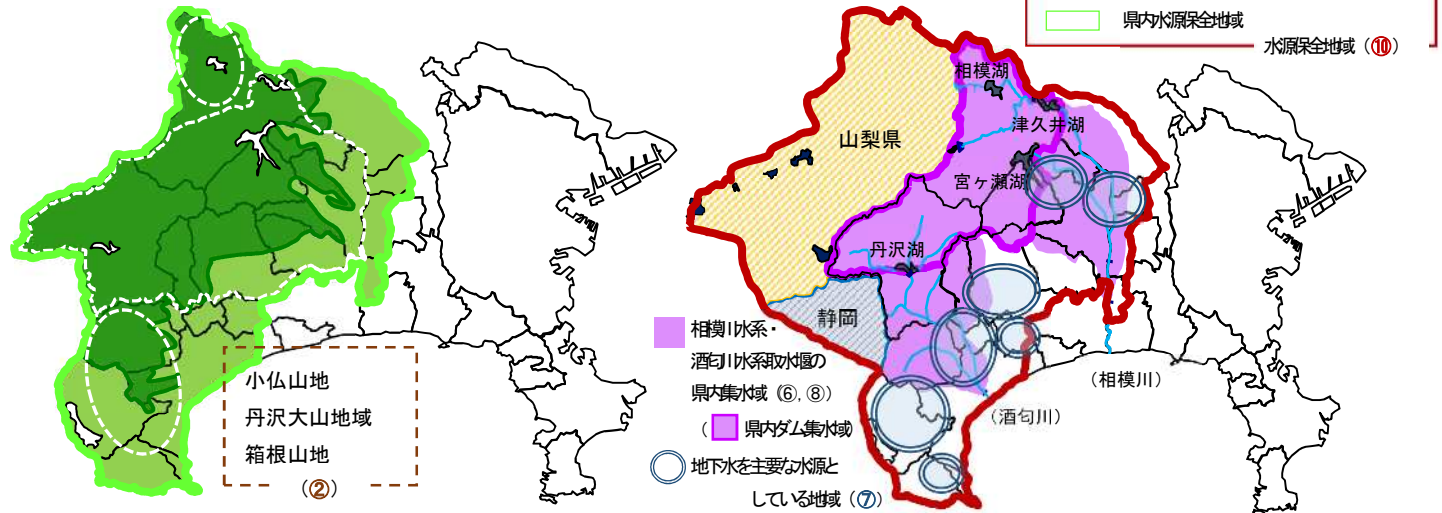 県内水源保全地域
水源保全地域（⑩）
小仏山地
丹沢大山地域
箱根山地
（②）
相模湖
津久井湖
山梨県
宮ヶ瀬湖
丹沢湖
静岡
相模川水系・
酒匂川水系取水堰の
県内集水域（⑥，⑧）
（ 県内ダム集水域）
地下水を主要な水源と
している地域（⑦）
（相模川）
（酒匂川）